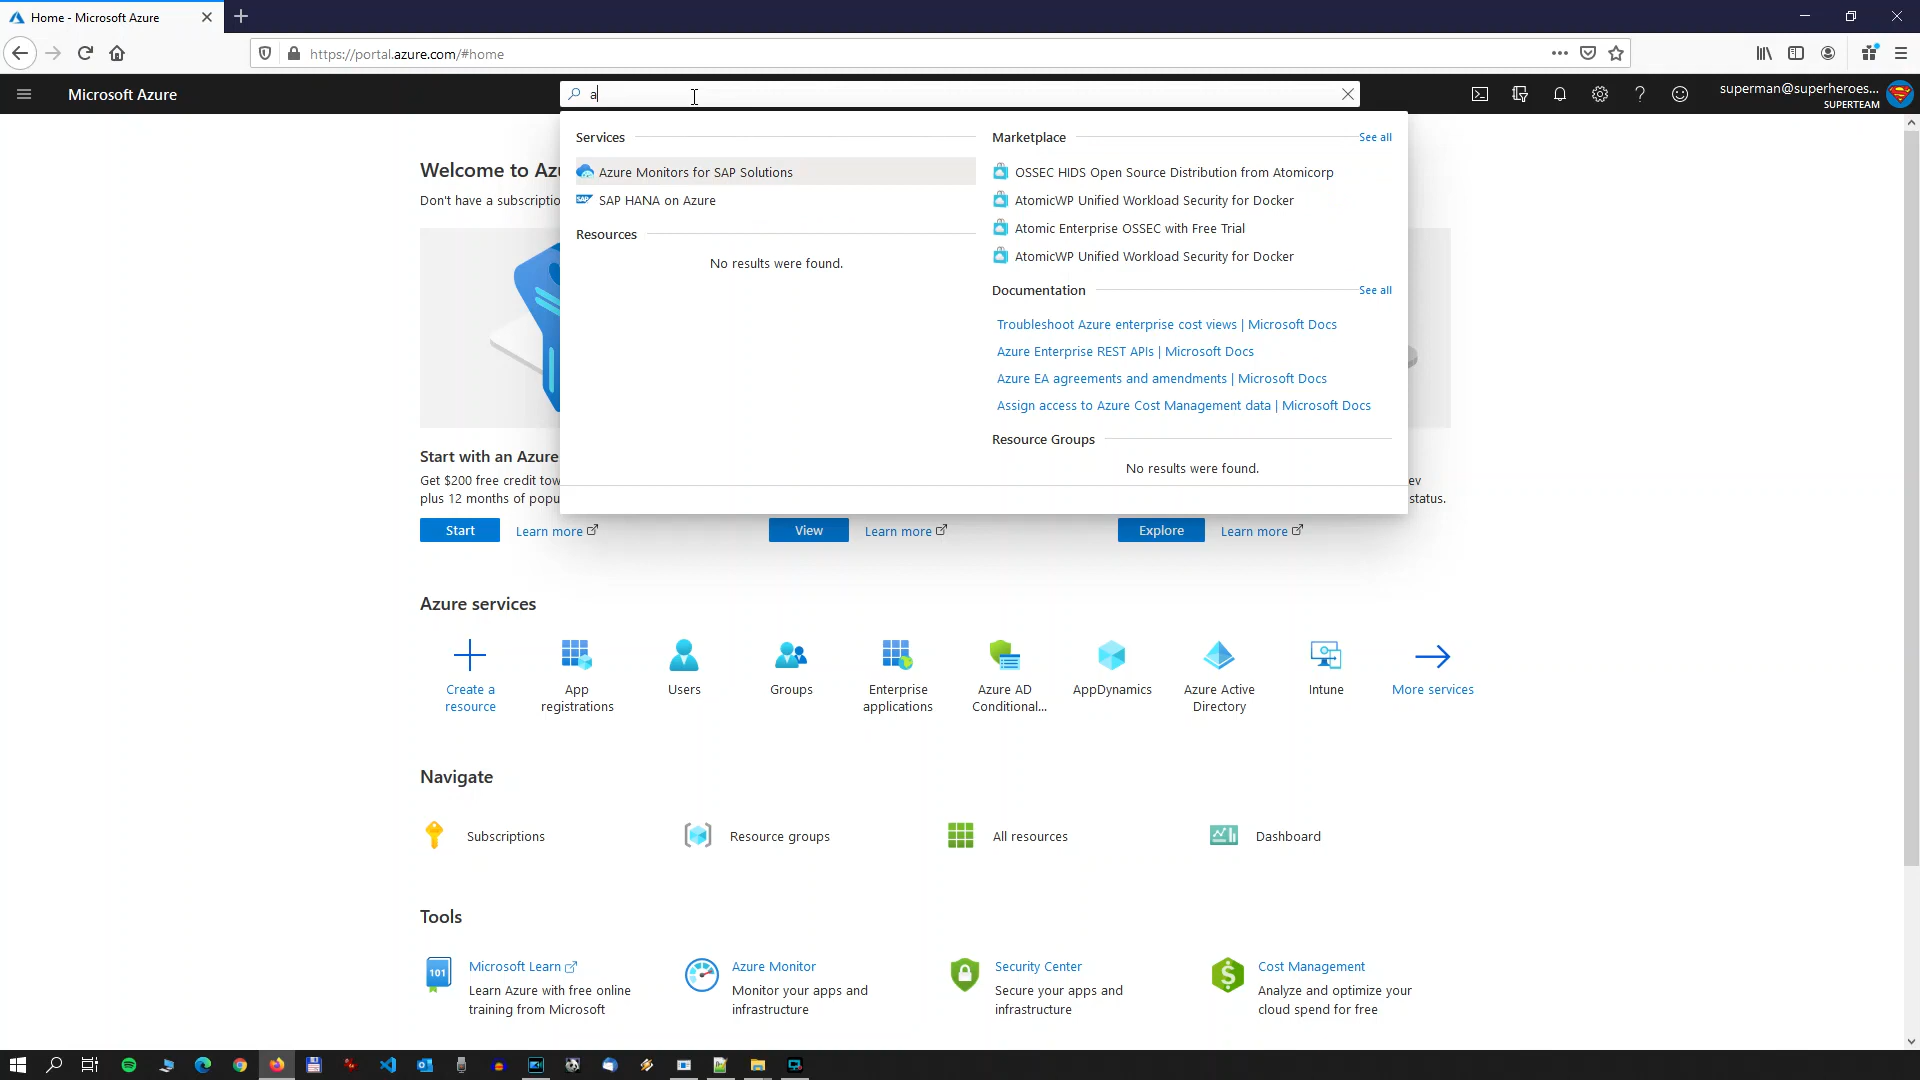 Home - Microsoft Azure
https://portal.azure.com/#home
Microsoft Azure
a
superman@superheroes...
SUPERTEAM
Services
Azure Monitors for SAP Solutions
SAP HANA on Azure
Resources
No results were found.
Marketplace
See all
OSSEC HIDS Open Source Distribution from Atomicorp
AtomicWP Unified Workload Security for Docker
Atomic Enterprise OSSEC with Free Trial
AtomicWP Unified Workload Security for Docker
Documentation
See all
Troubleshoot Azure enterprise cost views | Microsoft Docs
Azure Enterprise REST APIs | Microsoft Docs
Azure EA agreements and amendments | Microsoft Docs
Assign access to Azure Cost Management data | Microsoft Docs
Resource Groups
No results were found.
Welcome to Az
Don't have a subscriptio
Start with an Azure
Get $200 free credit tow
plus 12 months of popu
ev
status.
Start
Learn more
View
Learn more
Explore
Learn more
Azure services
Create a
resource
App
registrations
Users
Groups
Enterprise
applications
Azure AD
Conditional...
AppDynamics
Azure Active
Directory
Intune
More services
Navigate
Subscriptions
Resource groups
All resources
Dashboard
Tools
101
Microsoft Learn
Learn Azure with free online
training from Microsoft
Azure Monitor
Monitor your apps and
infrastructure
Security Center
Secure your apps and
infrastructure
Cost Management
Analyze and optimize your
cloud spend for free